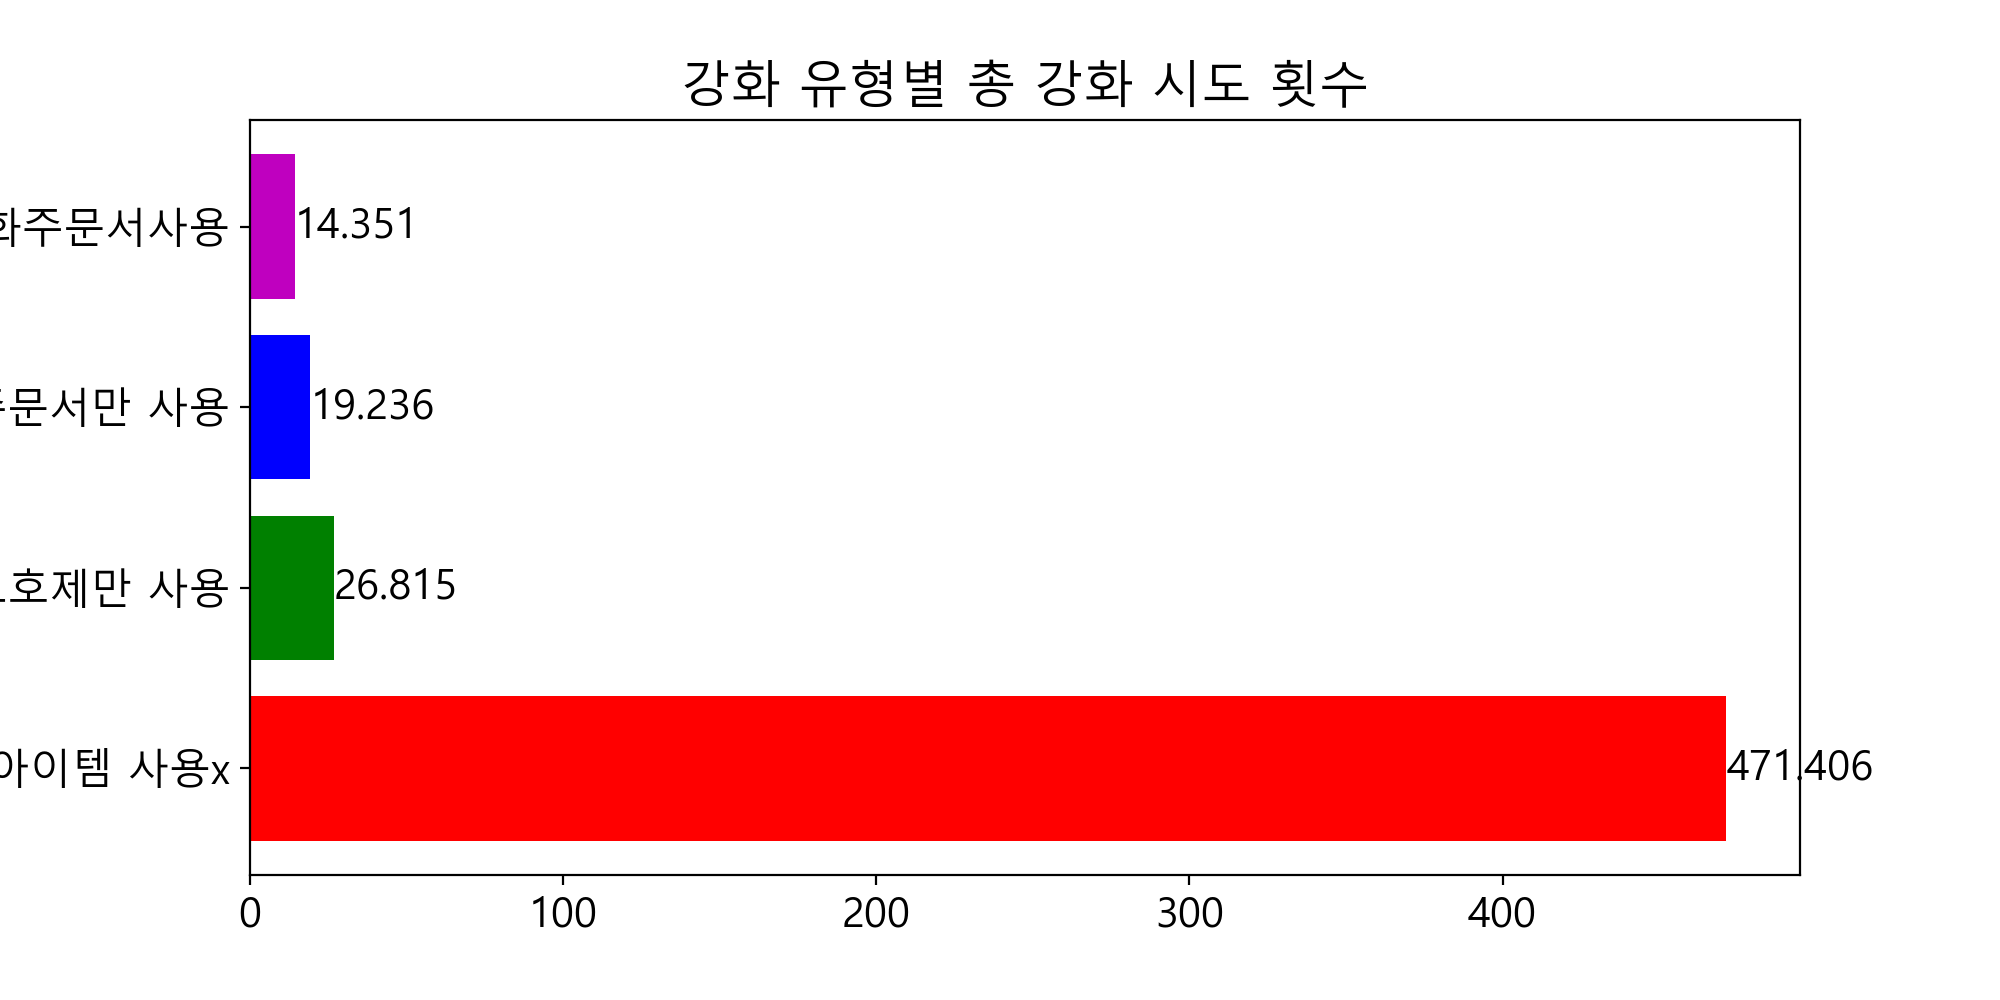 강화 유형별 총 강화 시도 횟수
화주문서사용
14.351
주문서만 사용
19.236
호제만 사용
26.815
아이템 사용x
471.406
0 100 200 300 400